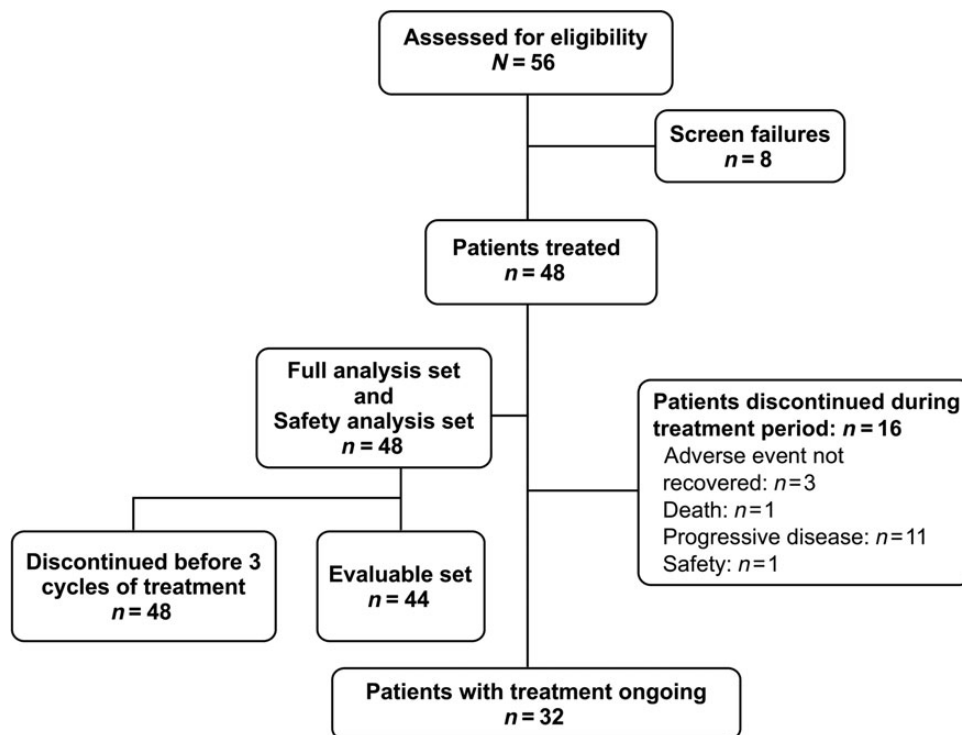 Assessed for eligibility
N = 56
Screen failures
n = 8
Patients treated
n = 48
Full analysis set
and
Safety analysis set
n = 48
Patients discontinued during
treatment period: n = 16
Adverse event not
recovered: n = 3
Death: n = 1
Progressive disease: n = 11
Safety: n = 1
Discontinued before 3
cycles of treatment
n = 48
Evaluable set
n = 44
Patients with treatment ongoing
n = 32